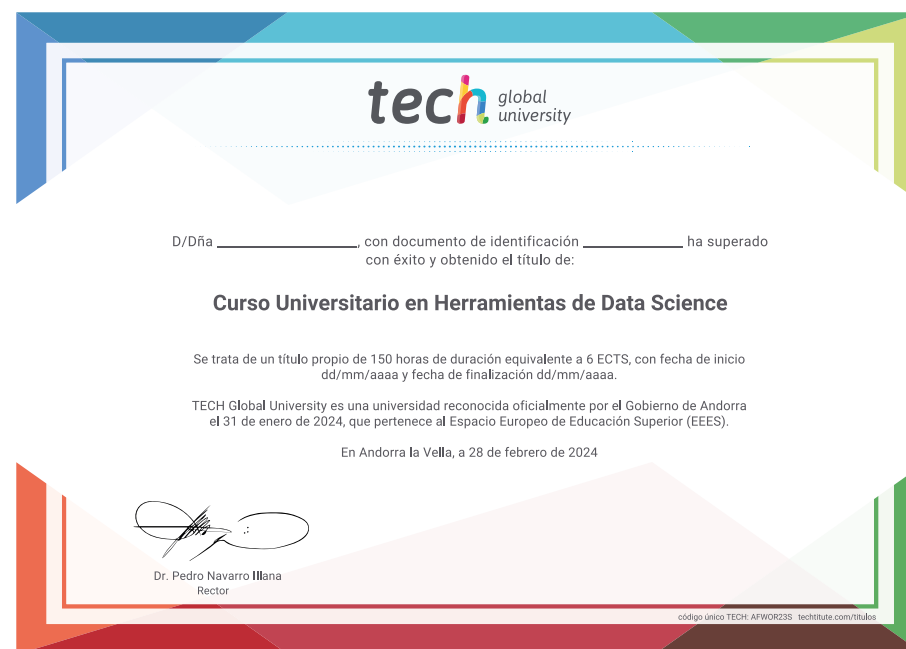 tech global university
D/Dña ____________, con documento de identificación ____________ ha superado
con éxito y obtenido el título de:
Curso Universitario en Herramientas de Data Science
Se trata de un título propio de 150 horas de duración equivalente a 6 ECTS, con fecha de inicio
dd/mm/aaaa y fecha de finalización dd/mm/aaaa.
TECH Global University es una universidad reconocida oficialmente por el Gobierno de Andorra
el 31 de enero de 2024, que pertenece al Espacio Europeo de Educación Superior (EEES).
En Andorra la Vella, a 28 de febrero de 2024
Dr. Pedro Navarro Illana
Rector
código único TECH: AFWOR23S techtitute.com/titulos